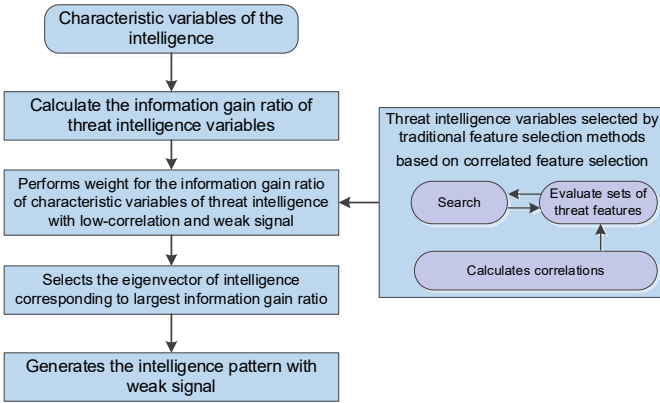 Characteristic variables of the
intelligence
Calculate the information gain ratio of
threat intelligence variables
Performs weight for the information gain ratio
of characteristic variables of threat intelligence
with low-correlation and weak signal
Selects the eigenvector of intelligence
corresponding to largest information gain ratio
Generates the intelligence pattern with
weak signal
Threat intelligence variables selected by
traditional feature selection methods
based on correlated feature selection
Search
Evaluate sets of
threat features
Calculates correlations